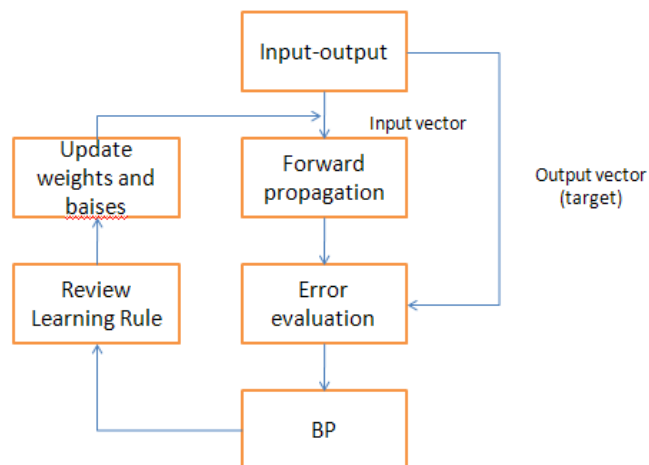 Input-output
Input vector
Update
weights and
baises
Forward
propagation
Output vector
(target)
Review
Learning Rule
Error
evaluation
BP